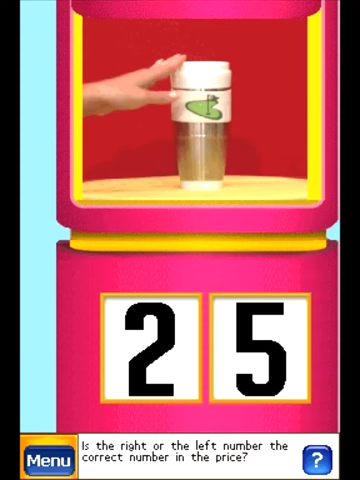 2 5
Is the right or the left number the
correct number in the price?
Menu
?